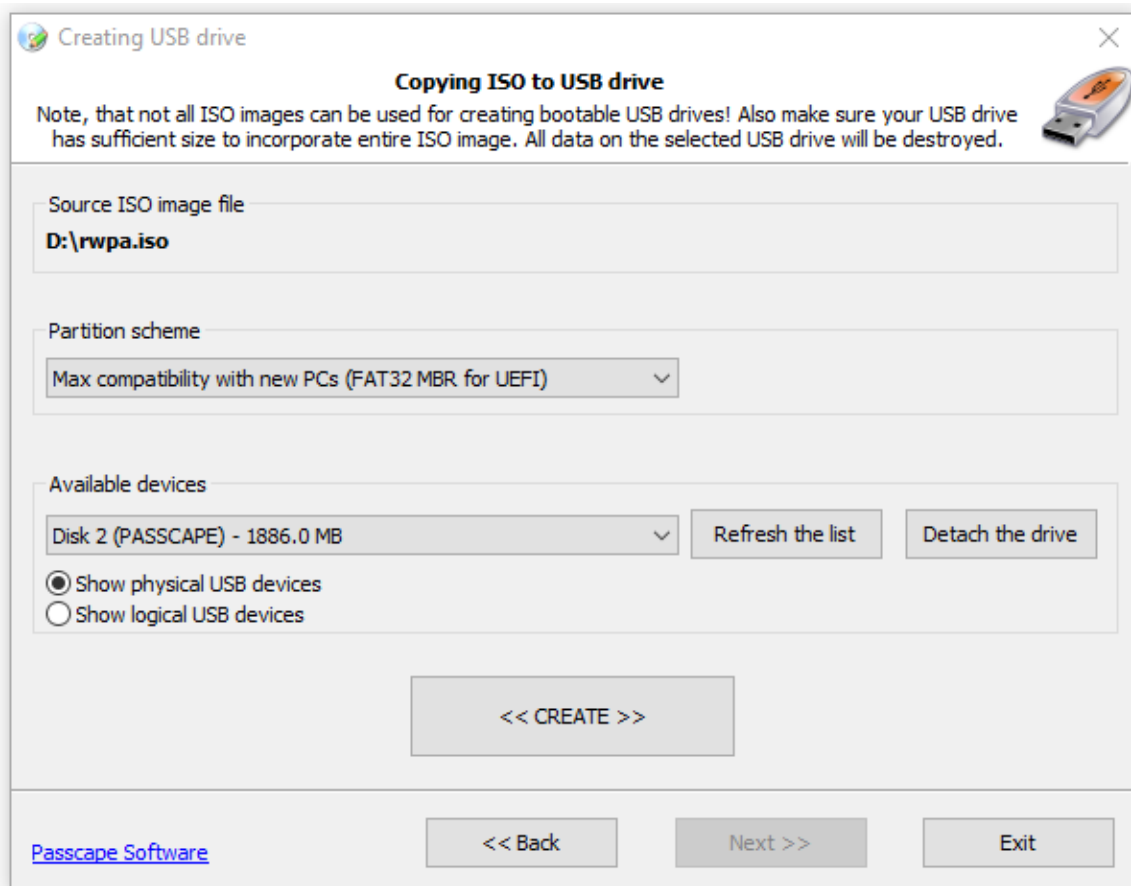 Creating USB drive
Copying ISO to USB drive
Note, that not all ISO images can be used for creating bootable USB drives! Also make sure your USB drive
has sufficient size to incorporate entire ISO image. All data on the selected USB drive will be destroyed.
Source ISO image file
D:\rwpa.iso
Partition scheme
Max compatibility with new PCs (FAT32 MBR for UEFI)
Available devices
Disk 2 (PASSCAPE) - 1886.0 MB
Refresh the list
Detach the drive
Show physical USB devices
Show logical USB devices
<< CREATE >>
Passcape Software
<< Back
Next >>
Exit